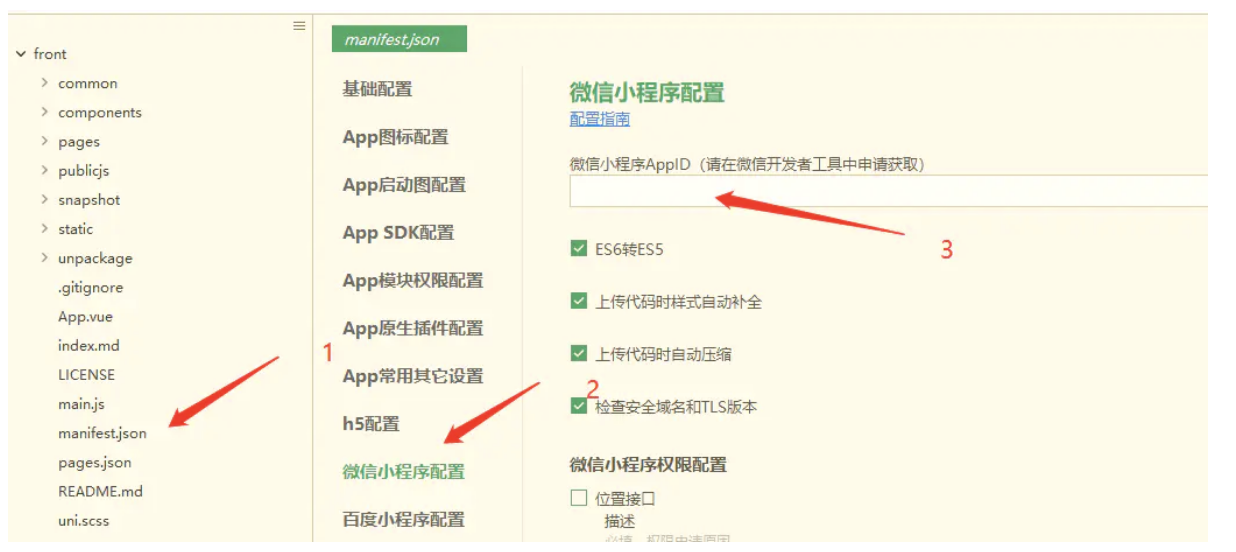 front
common
components
pages
publicjs
snapshot
static
unpackage
.gitignore
App.vue
index.md
LICENSE
main.js
manifest.json
pages.json
README.md
uni.scss
1
manifest.json
基础配置
App图标配置
App启动图配置
App SDK配置
App模块权限配置
App原生插件配置
App常用其它设置
h5配置
微信小程序配置
百度小程序配置
2
微信小程序配置
配置指南
微信小程序AppID（请在微信开发者工具中申请获取）
3
ES6转ES5
上传代码时样式自动补全
上传代码时自动压缩
检查安全域名和TLS版本
微信小程序权限配置
位置接口
描述
必填，权限申请原因